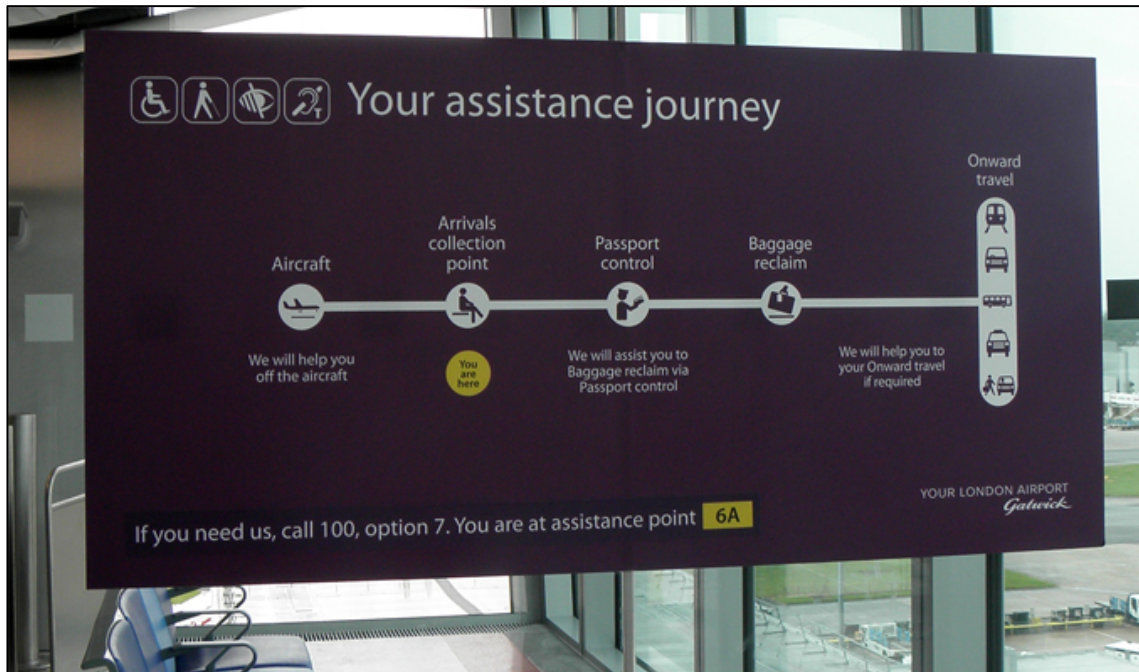 Your assistance journey
Onward
travel
Aircraft
Arrivals
collection
point
Passport
control
Baggage
reclaim
We will help you
off the aircraft
You
are
here
We will assist you to
Baggage reclaim via
Passport control
We will help you to
your Onward travel
if required
YOUR LONDON AIRPORT
Gatwick
If you need us, call 100, option 7. You are at assistance point 6A